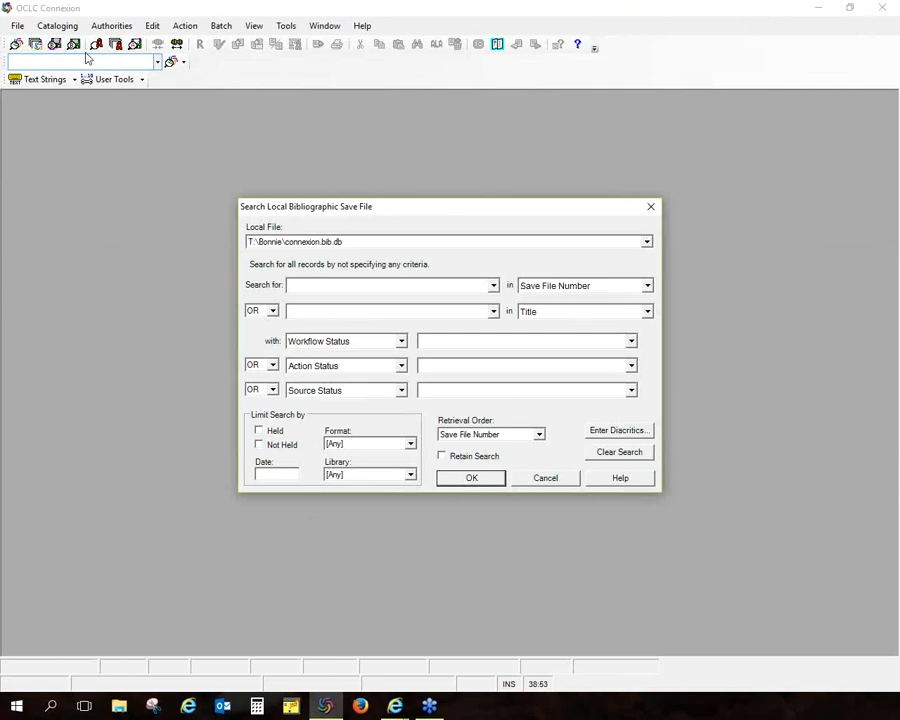 OCLC Connexion
File Cataloging Authorities Edit Action Batch View Tools Window Help
Text Strings User Tools
Search Local Bibliographic Save File
Local File:
T:\Bonnie\connexion.bib.db
Search for all records by not specifying any criteria.
Search for: in Save File Number
OR in Title
with: Workflow Status
OR Action Status
OR Source Status
Limit Search by
Held
Not Held
Format:
[Any]
Date:
Library:
[Any]
Retrieval Order:
Save File Number
Retain Search
Enter Diacritics...
Clear Search
OK Cancel Help
INS 38:53